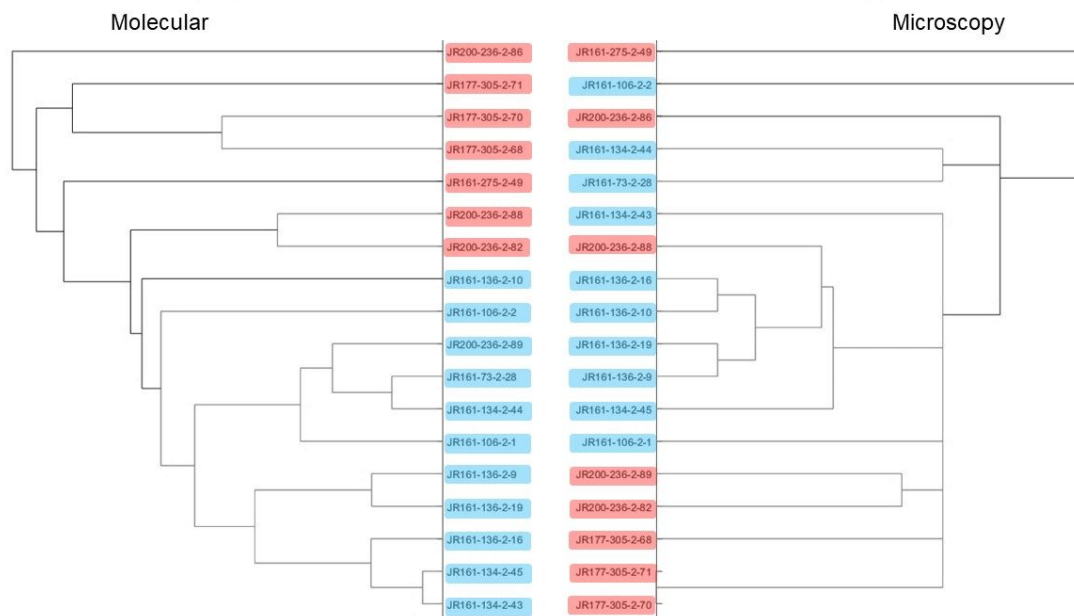 Molecular
Microscopy
JR200-236-2-86
JR177-305-2-71
JR177-305-2-70
JR177-305-2-68
JR161-275-2-49
JR200-236-2-88
JR200-236-2-82
JR161-136-2-10
JR161-106-2-2
JR200-236-2-89
JR161-73-2-28
JR161-134-2-44
JR161-106-2-1
JR161-136-2-9
JR161-136-2-19
JR161-136-2-16
JR161-134-2-45
JR161-134-2-43
JR161-275-2-49
JR161-106-2-2
JR200-236-2-86
JR161-134-2-44
JR161-73-2-28
JR161-134-2-43
JR200-236-2-88
JR161-136-2-16
JR161-136-2-10
JR161-136-2-19
JR161-136-2-9
JR161-134-2-45
JR161-106-2-1
JR200-236-2-89
JR200-236-2-82
JR177-305-2-68
JR177-305-2-71
JR177-305-2-70